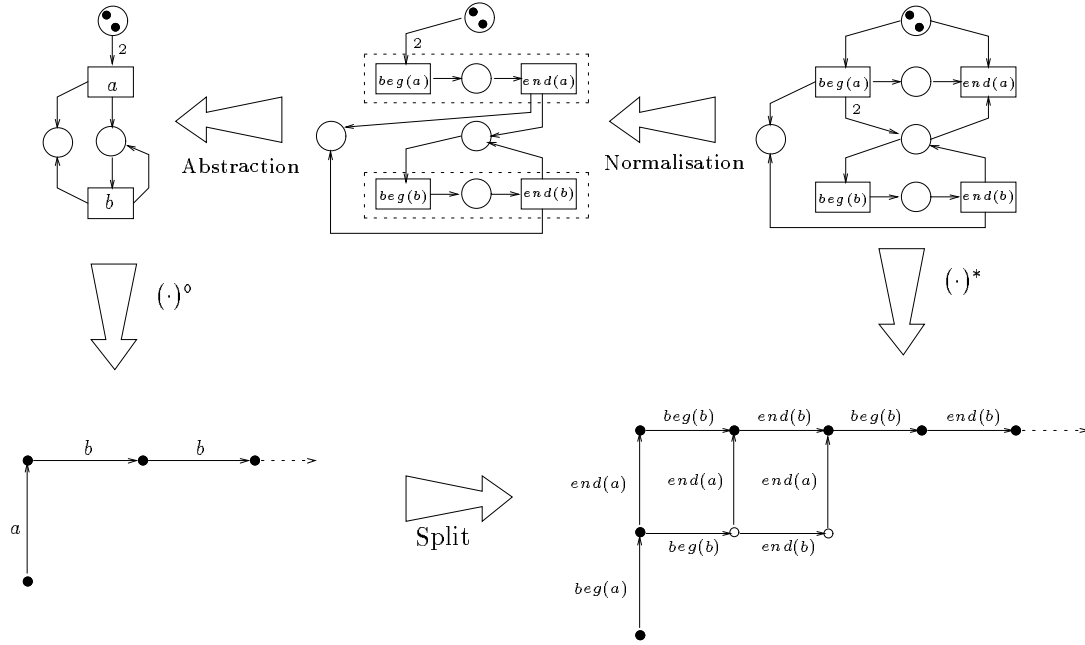 2
a
b
Abstraction
2
beg(a)
end(a)
beg(b)
end(b)
Normalisation
beg(a)
end(a)
2
beg(b)
end(b)
(·)◊
(·)*
b
b
a
Split
beg(b)
end(b)
beg(b)
end(b)
end(a)
end(a)
end(a)
beg(b)
end(b)
beg(a)